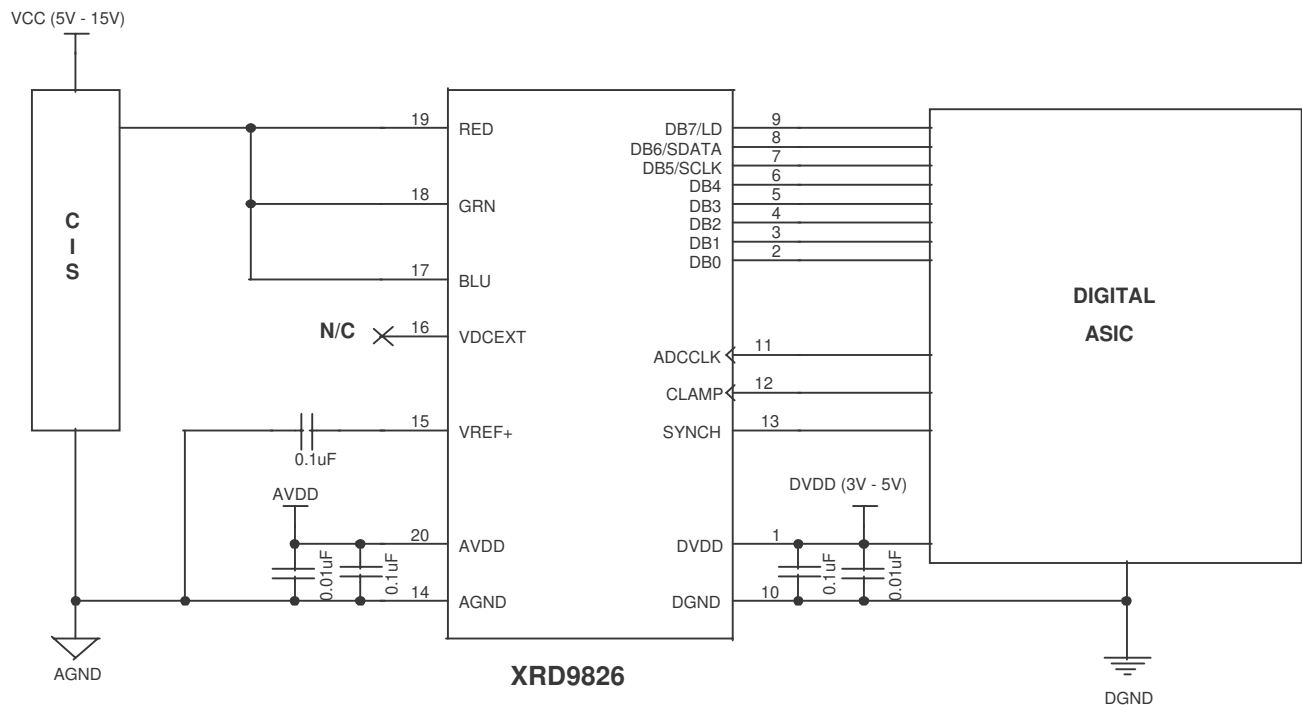 VCC (5V - 15V)
C
I
S
19
RED
18
GRN
17
BLU
N/C
16
VDCEXT
15
VREF+
0.1uF
AVDD
20
AVDD
0.01uF
0.1uF
14
AGND
AGND
DB7/LD
9
DB6/SDATA
8
DB5/SCLK
7
DB4
6
DB3
5
DB2
4
DB1
3
DB0
2
ADCCLK
11
CLAMP
12
SYNCH
13
DVDD (3V - 5V)
DVDD
1
0.1uF
0.01uF
DGND
10
XRD9826
DIGITAL
ASIC
DGND